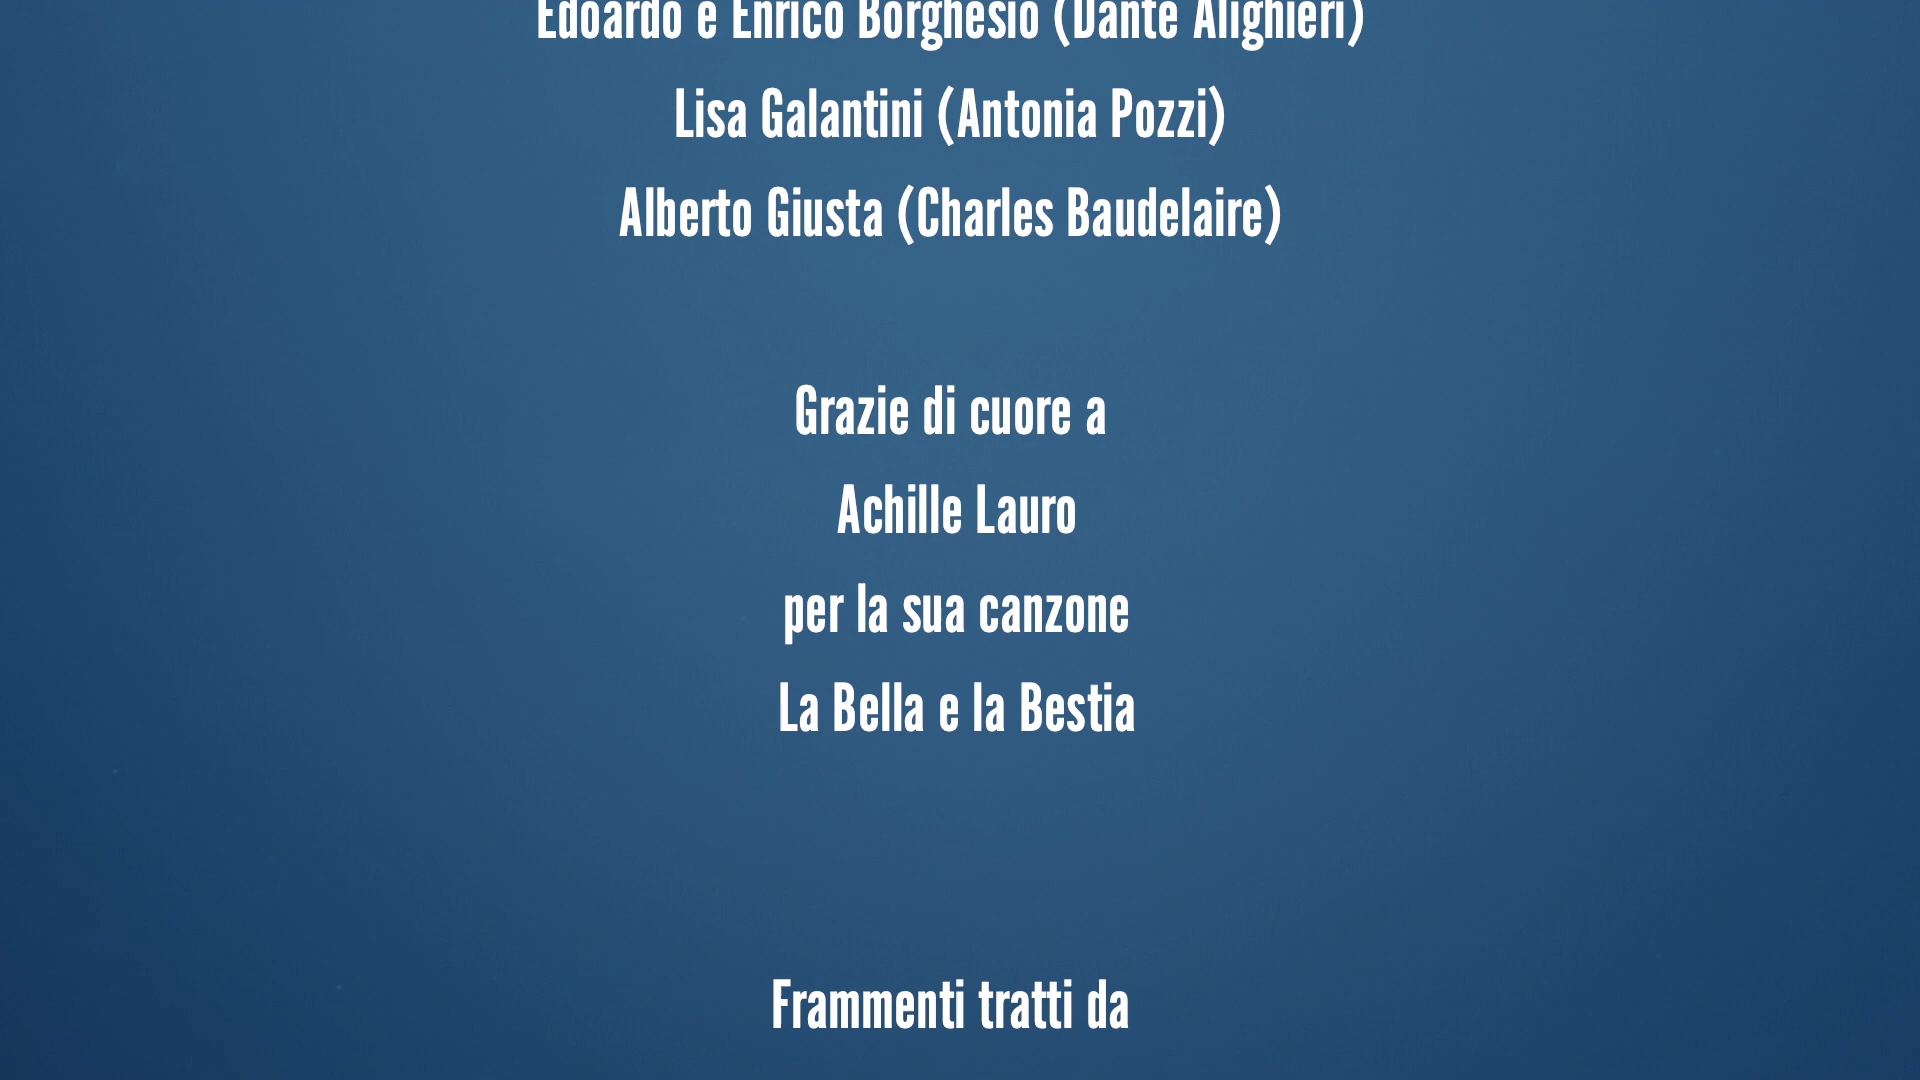 Edoardo e Enrico Borghesio (Dante Alighieri)
Lisa Galantini (Antonia Pozzi)
Alberto Giusta (Charles Baudelaire)
Grazie di cuore a
Achille Lauro
per la sua canzone
La Bella e la Bestia
Frammenti tratti da